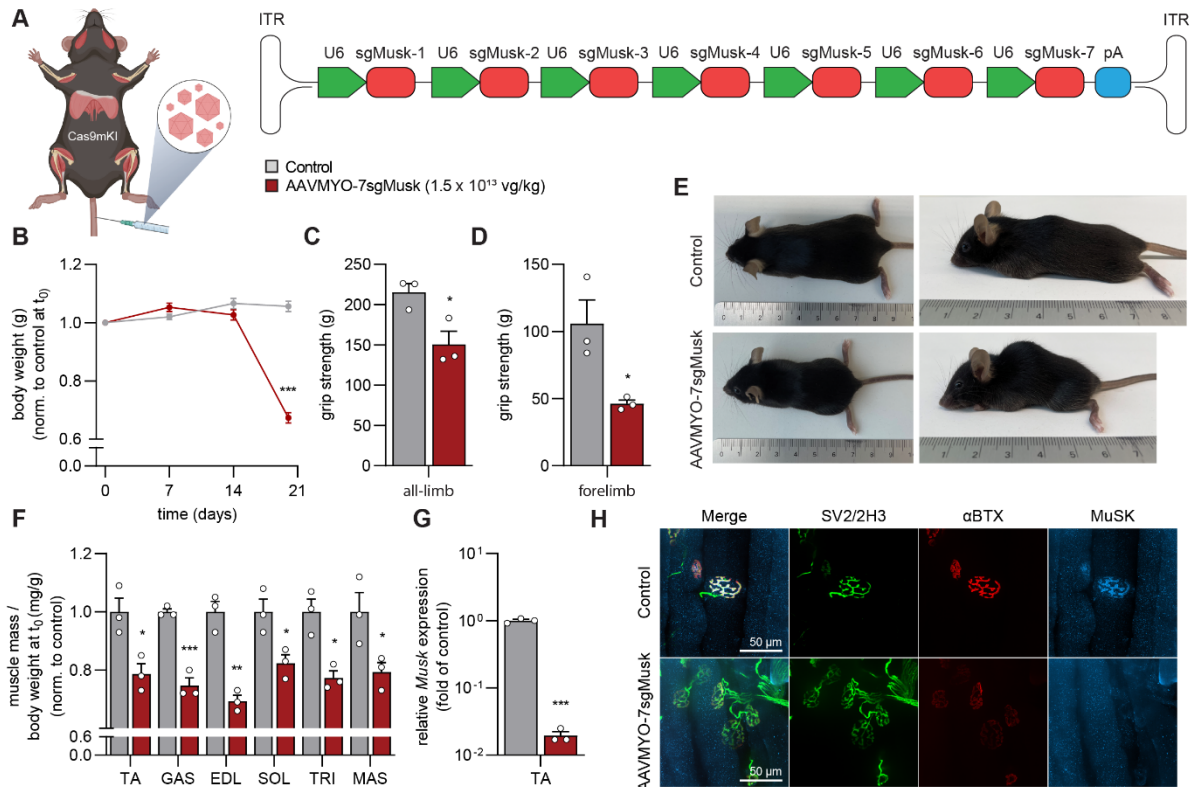 A
Cas9mKI
ITR
U6 sgMusk-1 U6 sgMusk-2 U6 sgMusk-3 U6 sgMusk-4 U6 sgMusk-5 U6 sgMusk-6 U6 sgMusk-7 pA
ITR
Control
AAVMYO-7sgMusk (1.5 x 10¹³ vg/kg)
B
body weight (g)
(norm. to control at t₀)
1.2
1.0
0.8
0.6
0.0
***
0 7 14 21
time (days)
C
grip strength (g)
250
200
150
100
50
0
*
all-limb
D
grip strength (g)
150
100
50
0
*
forelimb
E
Control
AAVMYO-7sgMusk
F
muscle mass /
body weight at t₀ (mg/g)
(norm. to control)
1.2
1.0
0.8
0.6
0.0
* *** ** * * *
TA GAS EDL SOL TRI MAS
G
relative Musk expression
(fold of control)
10¹
10⁰
10⁻¹
10⁻²
***
TA
H
Merge SV2/2H3 αBTX MuSK
Control
50 µm
AAVMYO-7sgMusk
50 µm